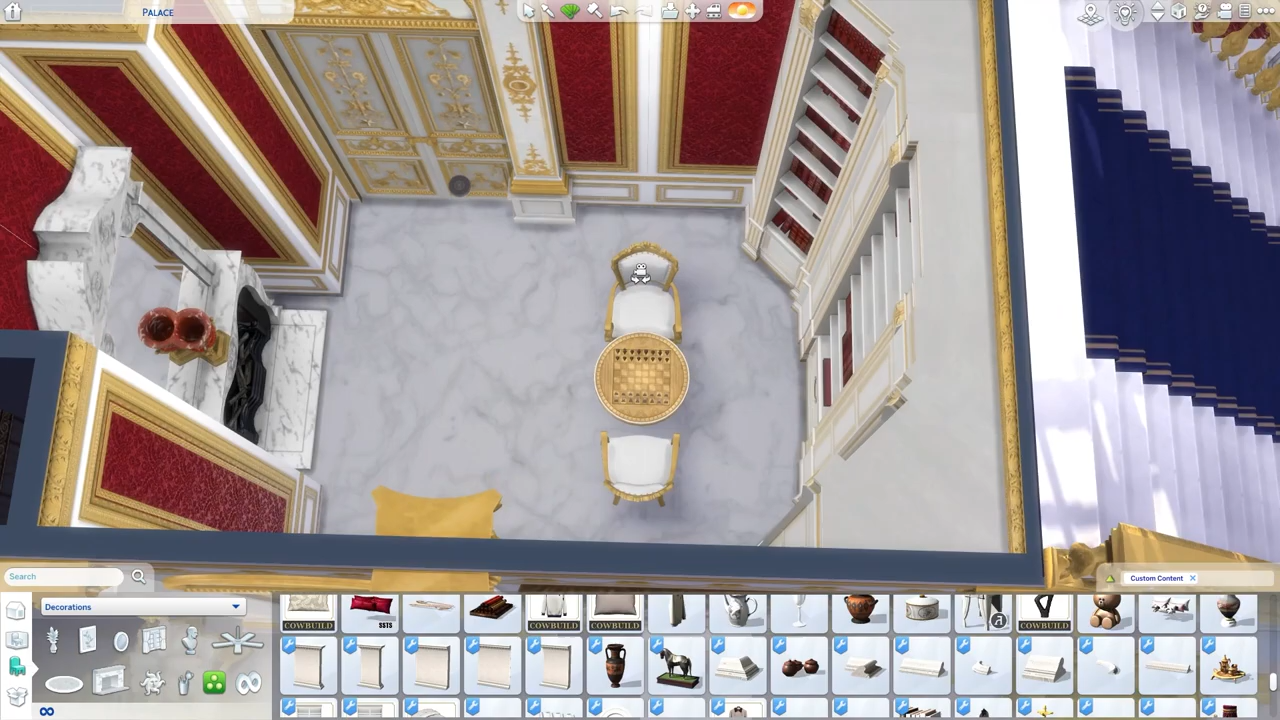 PALACE
Search
Custom Content
Decorations
COWBUILD
SSTS
COWBUILD
COWBUILD
a
COWBUILD